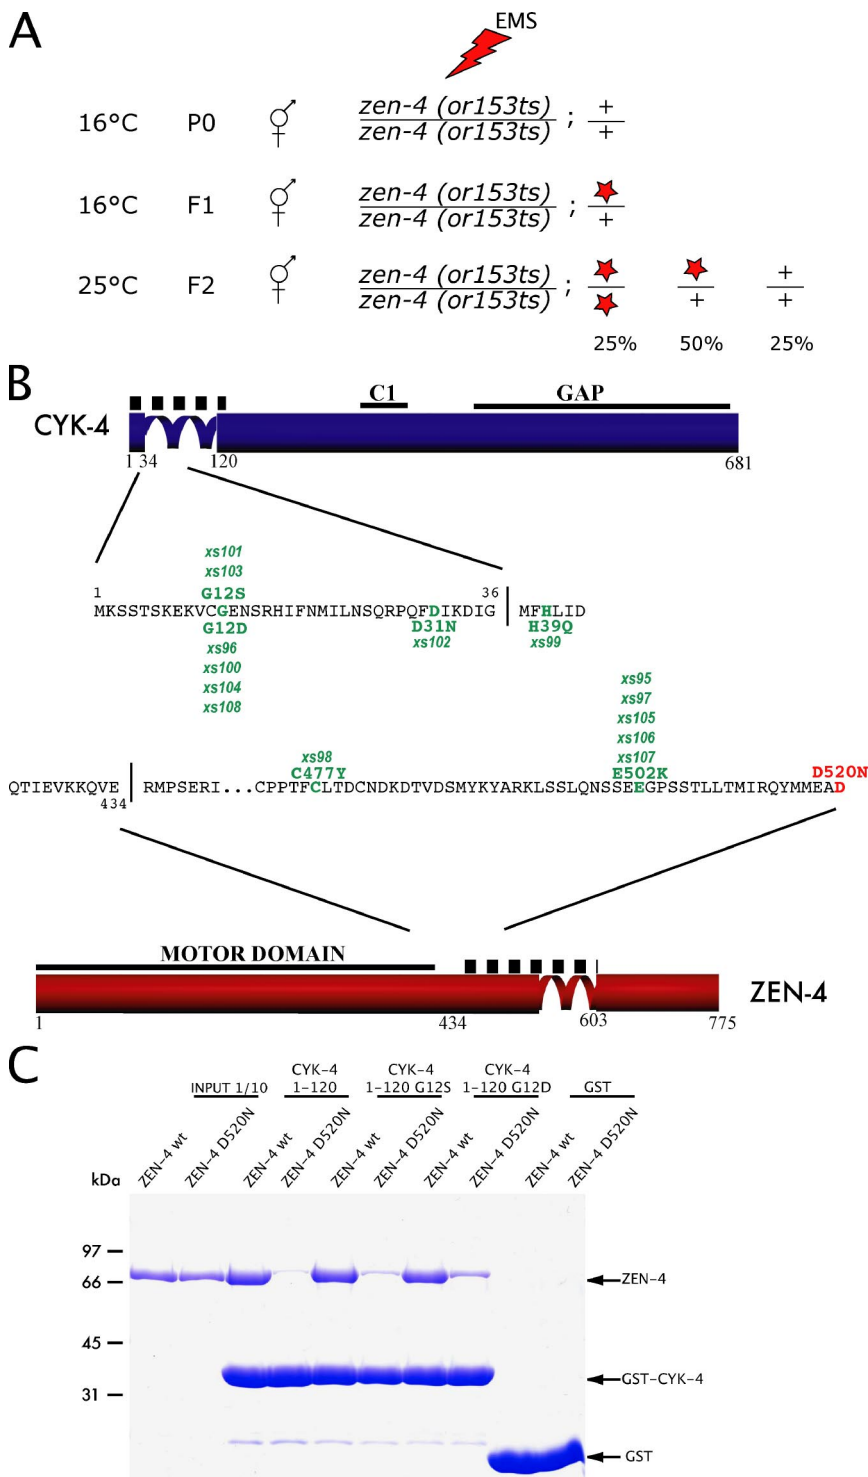 A
EMS
16°C P0 zen-4 (or153ts) ; +
zen-4 (or153ts) +
16°C F1 zen-4 (or153ts) ;
zen-4 (or153ts) +
25°C F2 zen-4 (or153ts) ; +
zen-4 (or153ts) + +
25% 50% 25%
B
C1 GAP
CYK-4
1 34 120 681
xs101
xs103
1 G12S 36
MKSSTSKEKVCGENSRHIFNMILNSQRPQFDIKDIG MFHLID
G12D D31N H39Q
xs96 xs102 xs99
xs100
xs104
xs108
xs95
xs97
xs105
xs106
xs98 xs107
C477Y E502K D520N
QTIEVKKQVE RMPSERI...CPPTFCLTDCNDKDTVDSMYKYARKLSSLQNSSEEGPSSTLLTMIRQYMMEAD
434
MOTOR DOMAIN
ZEN-4
1 434 603 775
C
CYK-4 CYK-4 CYK-4
INPUT 1/10 1-120 1-120 G12S 1-120 G12D GST
ZEN-4 wt ZEN-4 D520N ZEN-4 wt ZEN-4 D520N ZEN-4 wt ZEN-4 D520N ZEN-4 wt ZEN-4 D520N ZEN-4 wt ZEN-4 D520N
kDa
97
66 ZEN-4
45
GST-CYK-4
31
GST